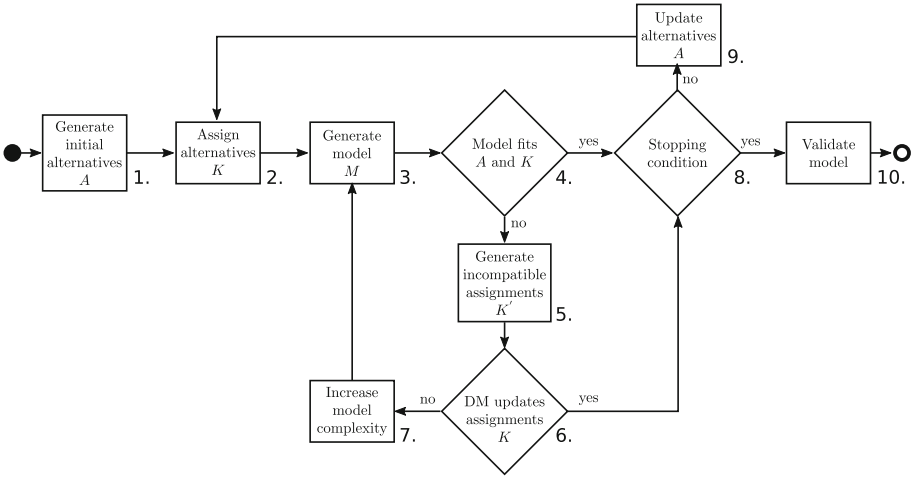 Generate
initial
alternatives
A
1.
Assign
alternatives
K
2.
Generate
model
M
3.
Model fits
A and K
4.
yes
no
Generate
incompatible
assignments
K′
5.
DM updates
assignments
K
6.
no
yes
Increase
model
complexity
7.
Stopping
condition
8.
no
yes
Update
alternatives
A
9.
Validate
model
10.